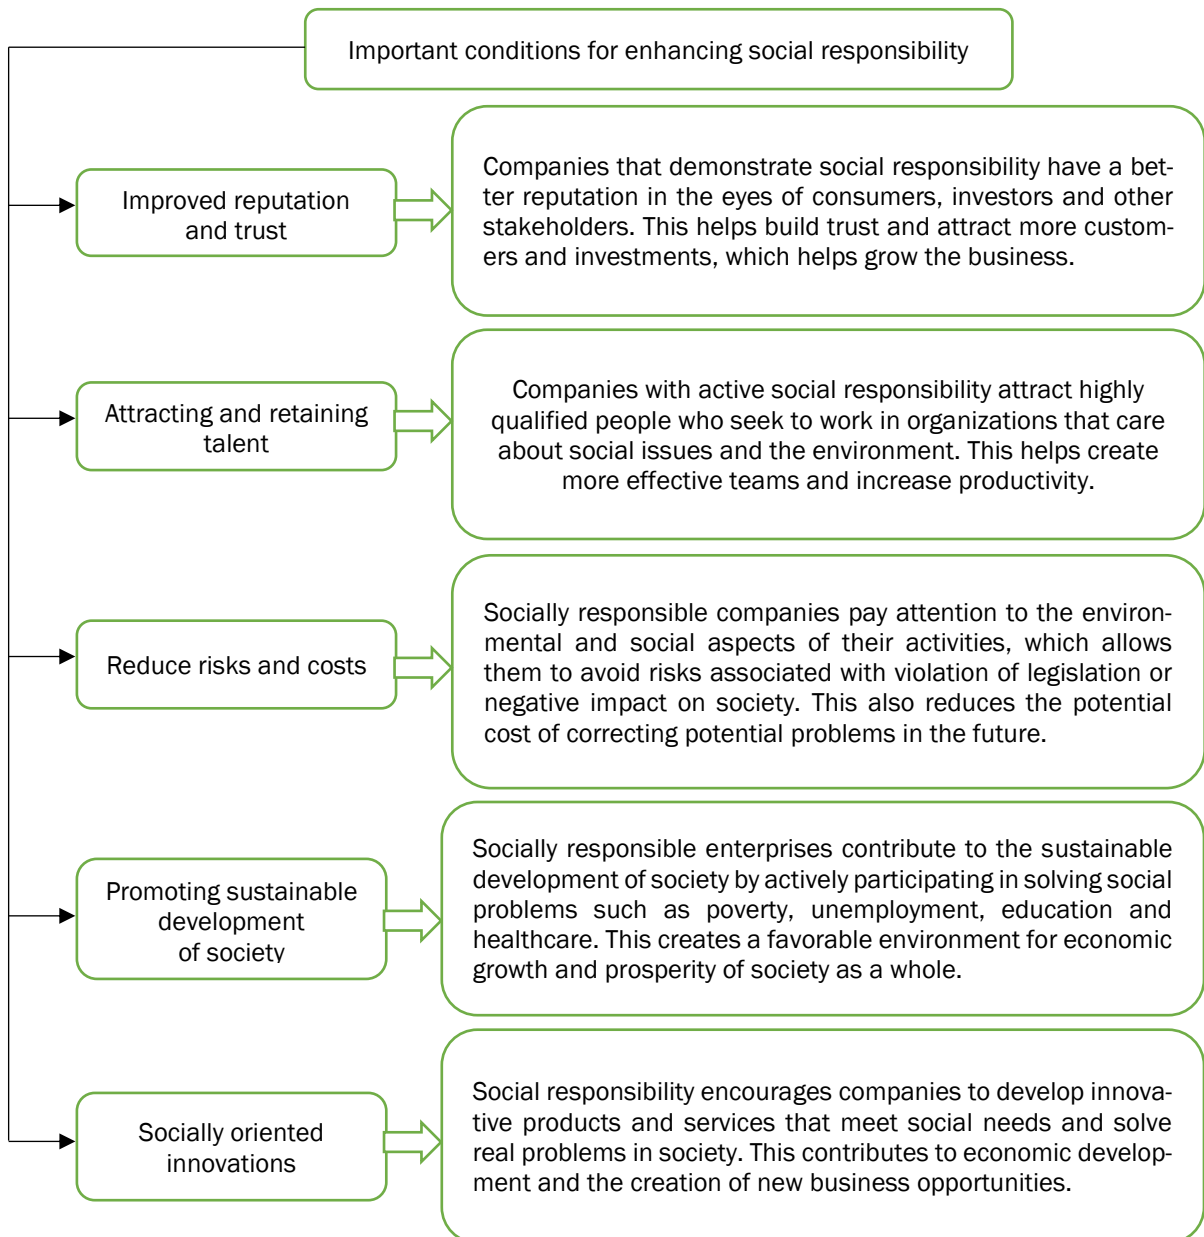 Important conditions for enhancing social responsibility
Improved reputation
and trust
Companies that demonstrate social responsibility have a bet-
ter reputation in the eyes of consumers, investors and other
stakeholders. This helps build trust and attract more custom-
ers and investments, which helps grow the business.
Attracting and retaining
talent
Companies with active social responsibility attract highly
qualified people who seek to work in organizations that care
about social issues and the environment. This helps create
more effective teams and increase productivity.
Reduce risks and costs
Socially responsible companies pay attention to the environ-
mental and social aspects of their activities, which allows
them to avoid risks associated with violation of legislation or
negative impact on society. This also reduces the potential
cost of correcting potential problems in the future.
Promoting sustainable
development
of society
Socially responsible enterprises contribute to the sustainable
development of society by actively participating in solving social
problems such as poverty, unemployment, education and
healthcare. This creates a favorable environment for economic
growth and prosperity of society as a whole.
Socially oriented
innovations
Social responsibility encourages companies to develop innova-
tive products and services that meet social needs and solve
real problems in society. This contributes to economic develop-
ment and the creation of new business opportunities.